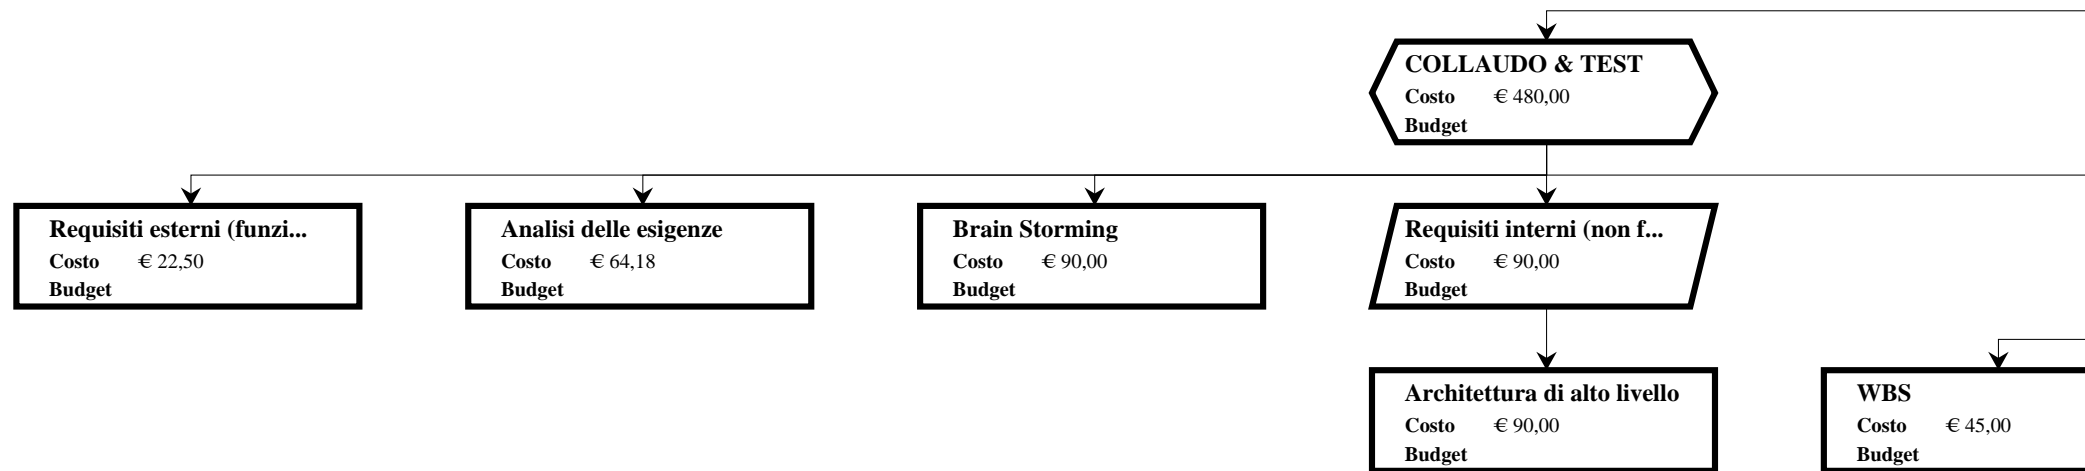 COLLAUDO & TEST
Costo € 480,00
Budget
Requisiti esterni (funzi...
Costo € 22,50
Budget
Analisi delle esigenze
Costo € 64,18
Budget
Brain Storming
Costo € 90,00
Budget
Requisiti interni (non f...
Costo € 90,00
Budget
Architettura di alto livello
Costo € 90,00
Budget
WBS
Costo € 45,00
Budget